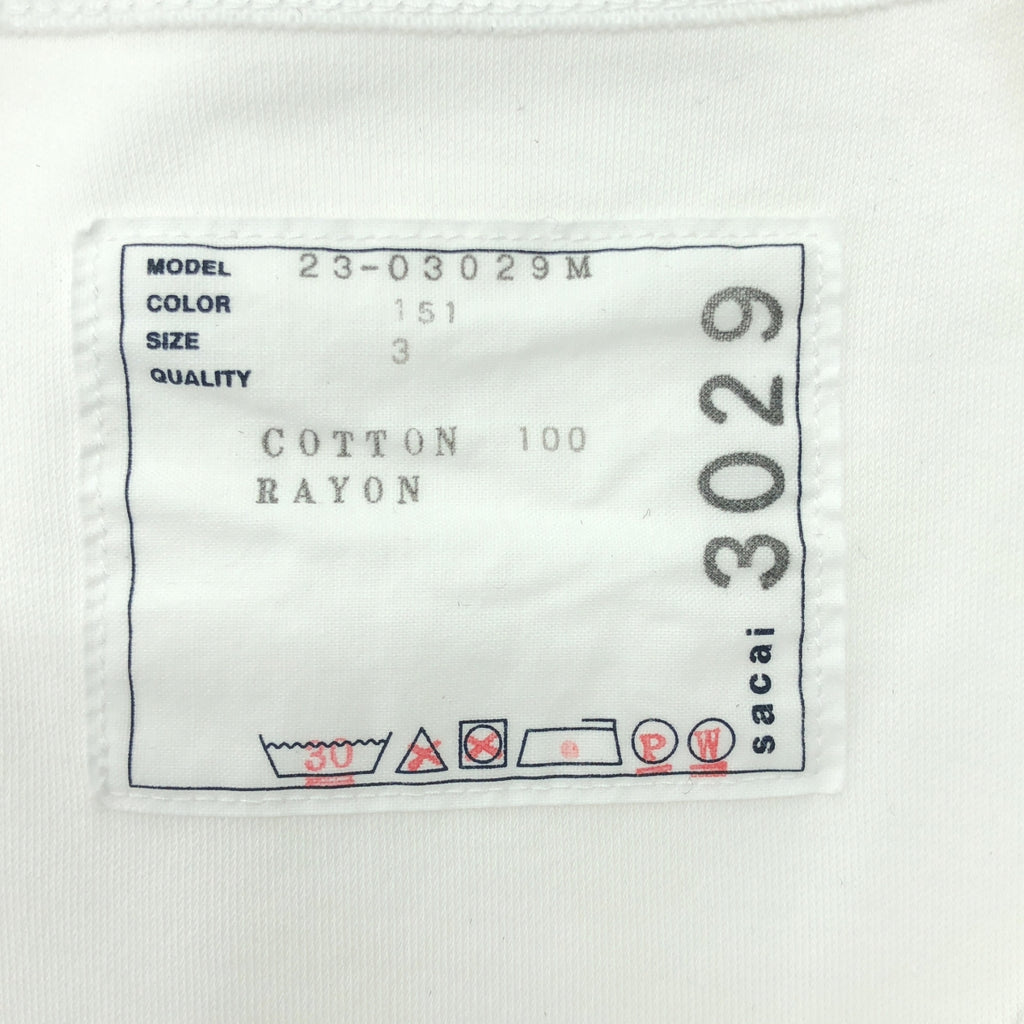 MODEL 23-03029M
COLOR 151
SIZE 3
QUALITY
COTTON 100
RAYON
30
P
W
sacai 3029